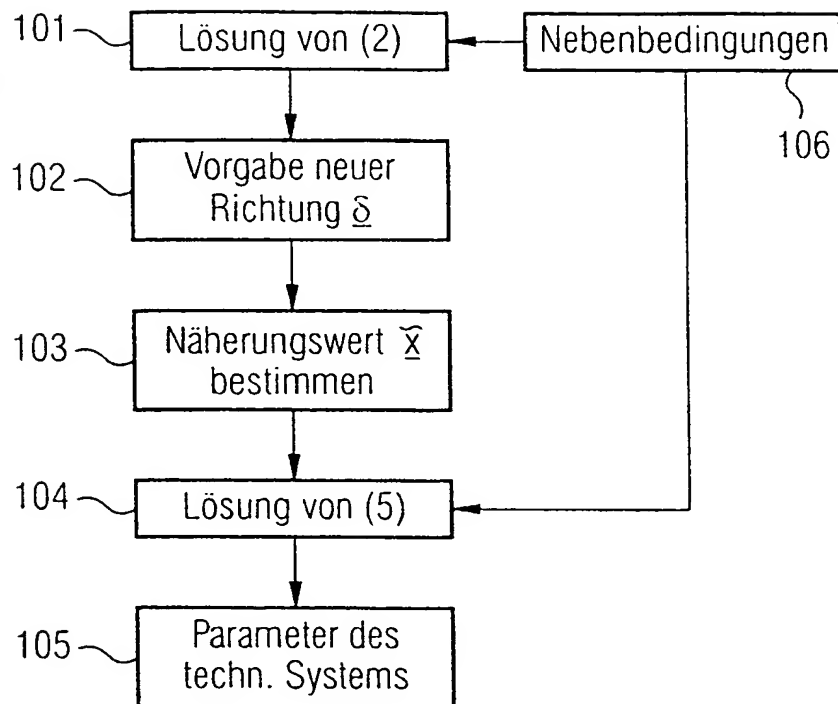 101
Lösung von (2)
Nebenbedingungen
106
102
Vorgabe neuer
Richtung δ
103
Näherungswert x̃
bestimmen
104
Lösung von (5)
105
Parameter des
techn. Systems